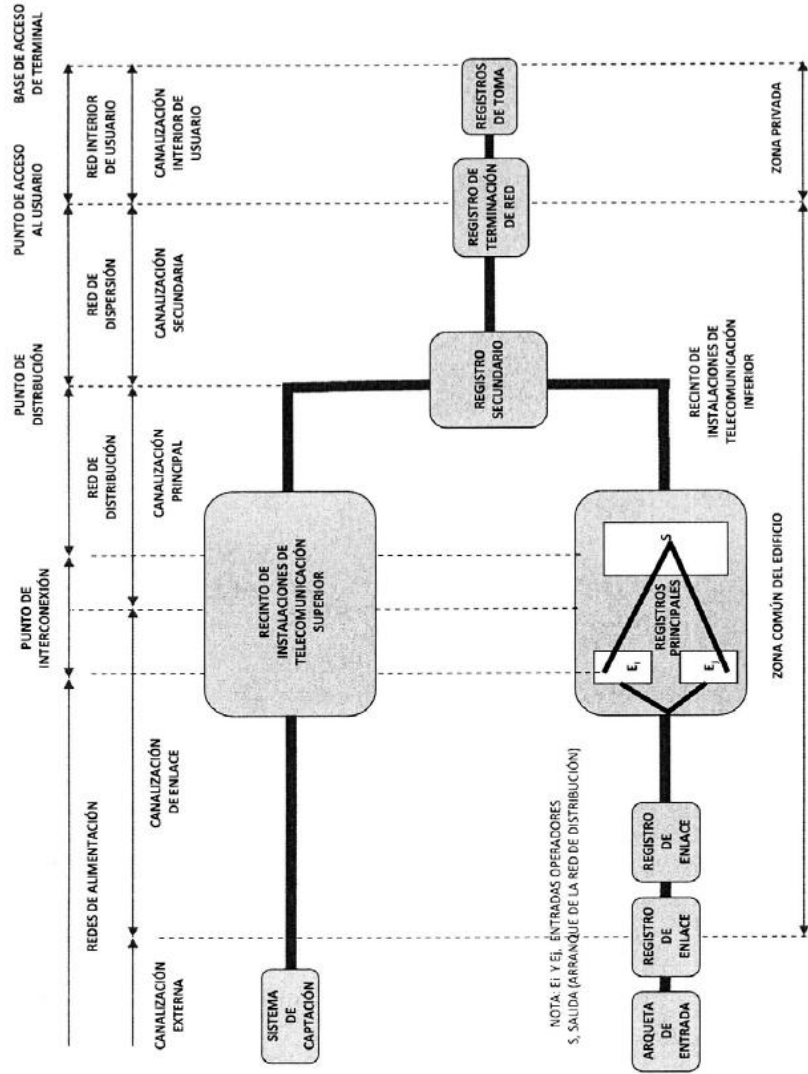 PUNTO DE
INTERCONEXIÓN
PUNTO DE
DISTRIBUCIÓN
PUNTO DE ACCESO
AL USUARIO
BASE DE ACCESO
DE TERMINAL
REDES DE ALIMENTACIÓN
RED DE
DISTRIBUCIÓN
RED DE
DISPERSIÓN
RED INTERIOR
DE USUARIO
CANALIZACIÓN
EXTERNA
CANALIZACIÓN
DE ENLACE
CANALIZACIÓN
PRINCIPAL
CANALIZACIÓN
SECUNDARIA
CANALIZACIÓN
INTERIOR DE
USUARIO
SISTEMA
DE
CAPTACIÓN
RECINTO DE
INSTALACIONES DE
TELECOMUNICACIÓN
SUPERIOR
REGISTRO
SECUNDARIO
REGISTRO DE
TERMINACIÓN
DE RED
REGISTROS
DE TOMA
NOTA: Ei Y Ej, ENTRADAS OPERADORES
S, SALIDA (ARRANQUE DE LA RED DE DISTRIBUCIÓN)
ARQUETA
DE
ENTRADA
REGISTRO
DE
ENLACE
REGISTRO
DE
ENLACE
Ei
Ej
REGISTROS
PRINCIPALES
S
RECINTO DE
INSTALACIONES DE
TELECOMUNICACIÓN
INFERIOR
ZONA COMÚN DEL EDIFICIO
ZONA PRIVADA